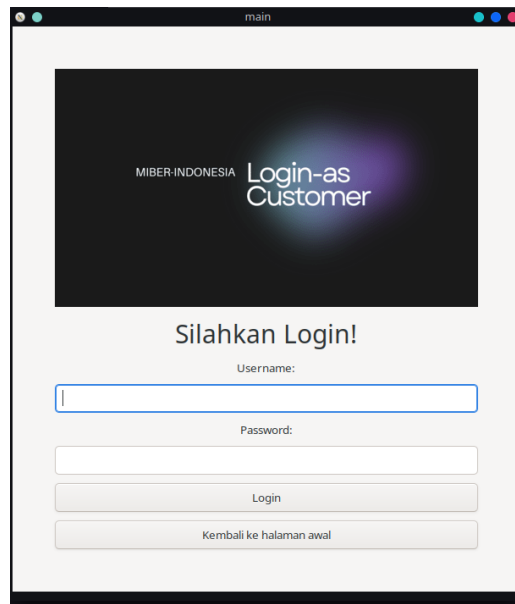 main
MIBER-INDONESIA
Login-as
Customer
Silahkan Login!
Username:
Password:
Login
Kembali ke halaman awal